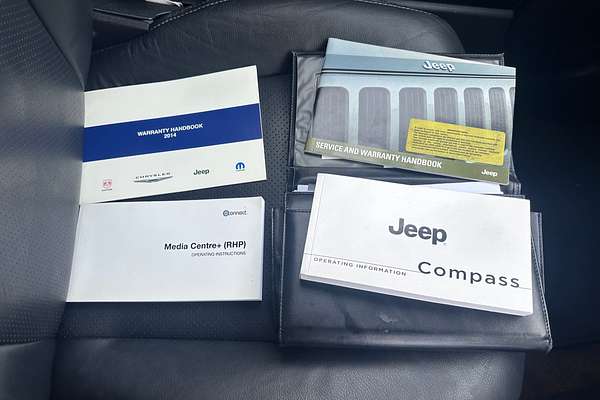 WARRANTY HANDBOOK
2014
CHRYSLER
Jeep
Uconnect
Media Centre+ (RHP)
OPERATING INSTRUCTIONS
Jeep
SERVICE AND WARRANTY HANDBOOK
Jeep
Jeep
OPERATING INFORMATION
Compass